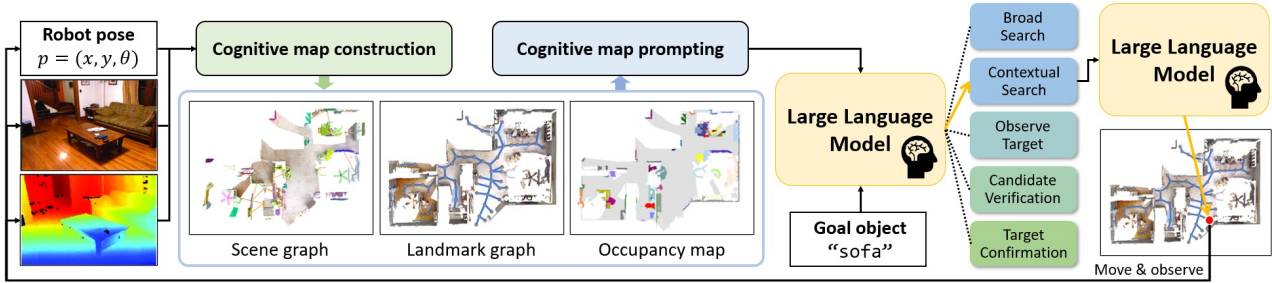 Robot pose
p = (x, y, θ)
Cognitive map construction
Cognitive map prompting
Scene graph
Landmark graph
Occupancy map
Large Language
Model
Goal object
“sofa”
Broad
Search
Contextual
Search
Observe
Target
Candidate
Verification
Target
Confirmation
Large Language
Model
Move & observe